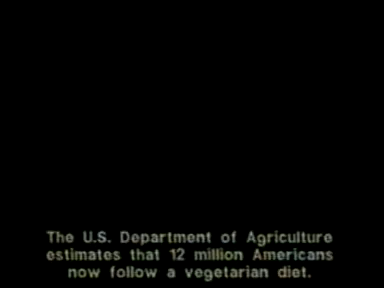 The U.S. Department of Agriculture
estimates that 12 million Americans
now follow a vegetarian diet.